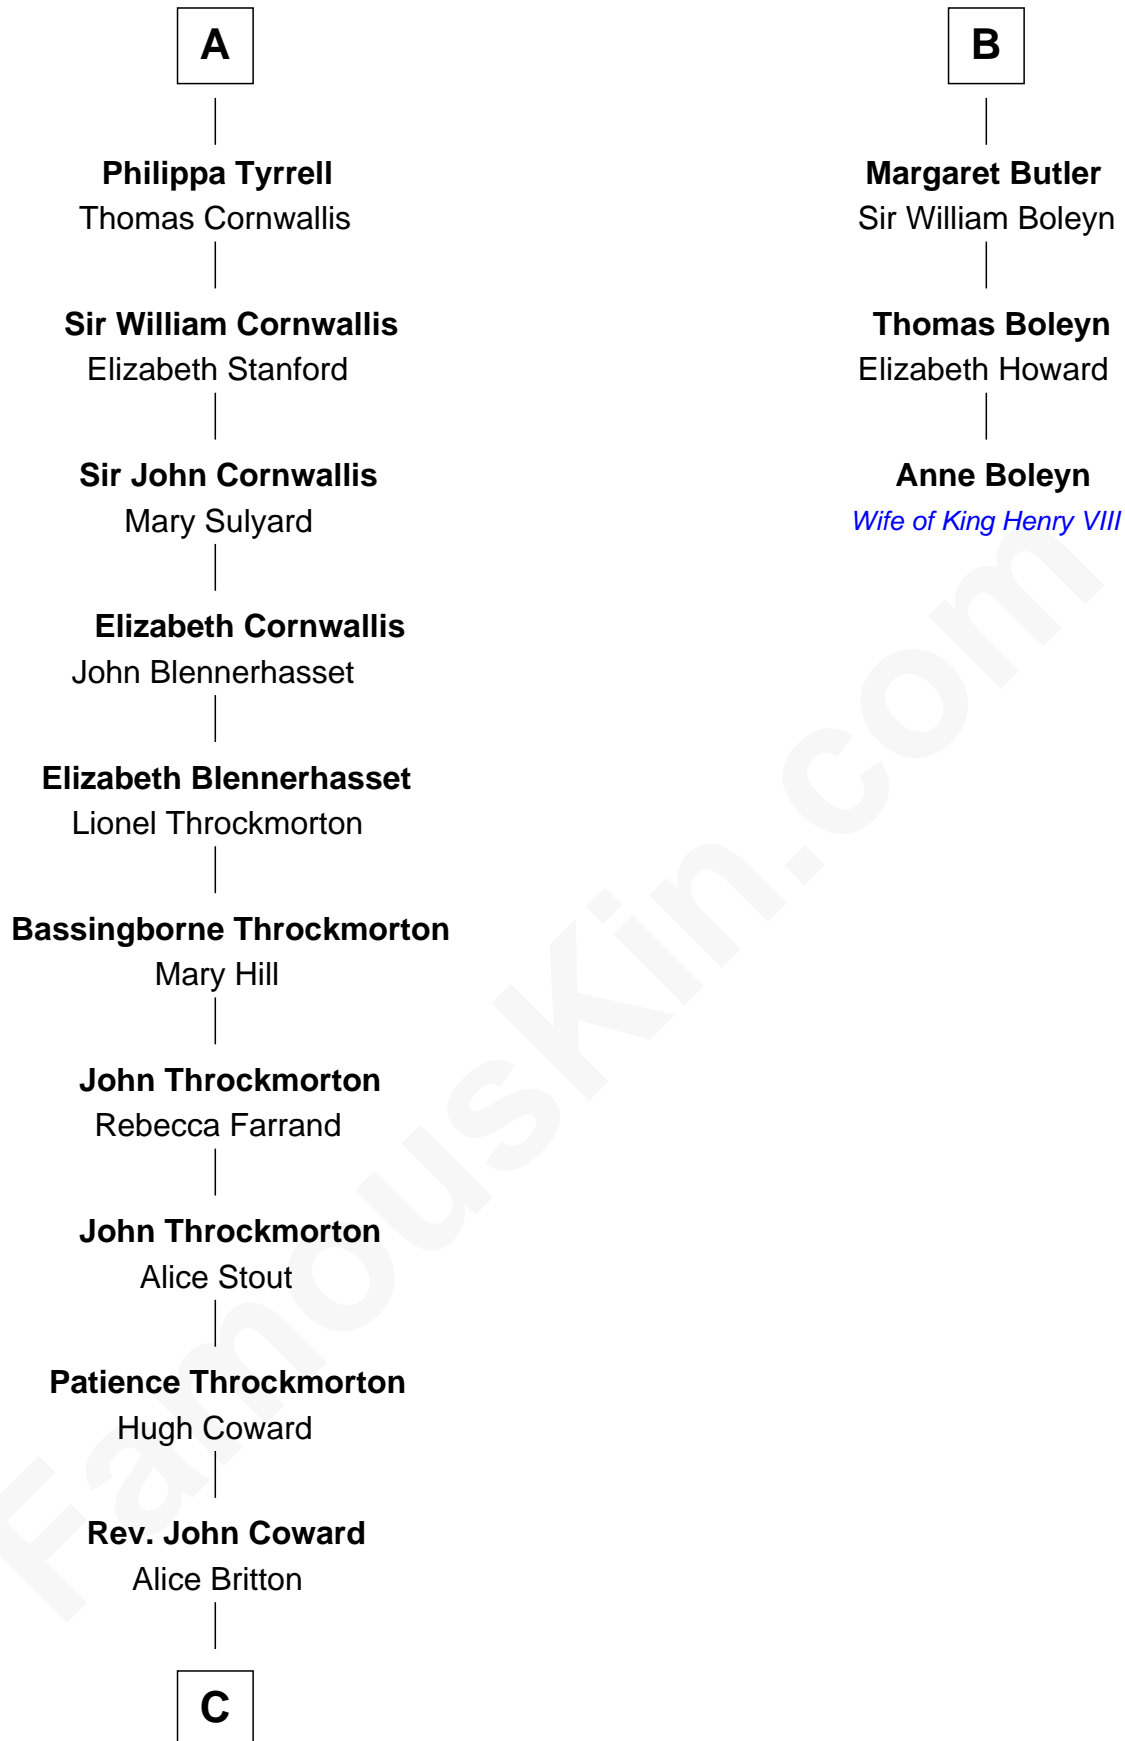 A
Philippa Tyrrell
Thomas Cornwallis
Sir William Cornwallis
Elizabeth Stanford
Sir John Cornwallis
Mary Sulyard
Elizabeth Cornwallis
John Blennerhasset
Elizabeth Blennerhasset
Lionel Throckmorton
Bassingborne Throckmorton
Mary Hill
John Throckmorton
Rebecca Farrand
John Throckmorton
Alice Stout
Patience Throckmorton
Hugh Coward
Rev. John Coward
Alice Britton
C
B
Margaret Butler
Sir William Boleyn
Thomas Boleyn
Elizabeth Howard
Anne Boleyn
Wife of King Henry VIII
FamousKin.com